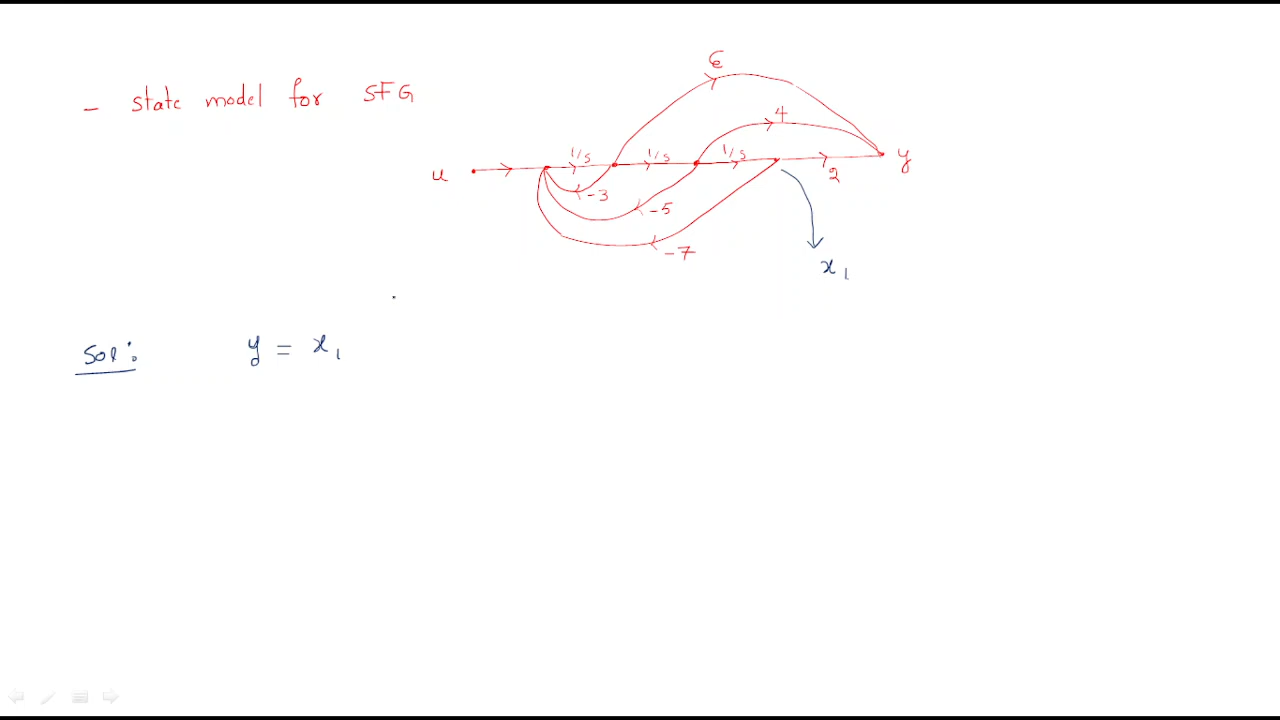 - state model for SFG
6
4
1/s 1/s 1/s
u
y
2
-3
-5
-7
x1
Sol:
y = x1